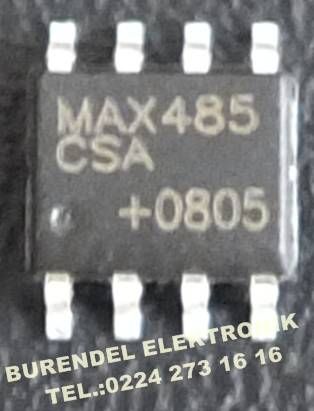 MAX485
CSA
+0805
BURENDEL ELEKTRONIK
TEL.:0224 273 16 16